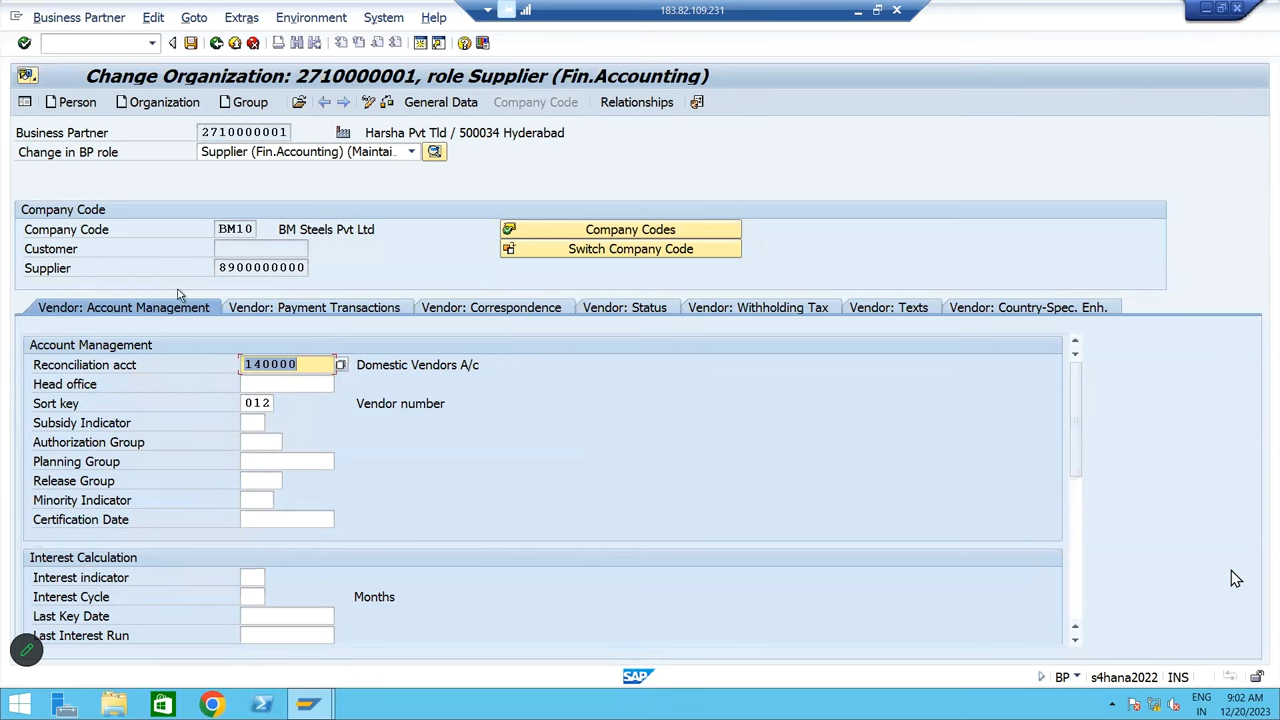 183.82.109.231
Business Partner Edit Goto Extras Environment System Help
Change Organization: 2710000001, role Supplier (Fin.Accounting)
Person Organization Group General Data Company Code Relationships
Business Partner 2710000001 Harsha Pvt Tld / 500034 Hyderabad
Change in BP role Supplier (Fin.Accounting) (Maintai..
Company Code
Company Code BM10 BM Steels Pvt Ltd Company Codes
Customer Switch Company Code
Supplier 8900000000
Vendor: Account Management Vendor: Payment Transactions Vendor: Correspondence Vendor: Status Vendor: Withholding Tax Vendor: Texts Vendor: Country-Spec. Enh.
Account Management
Reconciliation acct 140000 Domestic Vendors A/c
Head office
Sort key 012 Vendor number
Subsidy Indicator
Authorization Group
Planning Group
Release Group
Minority Indicator
Certification Date
Interest Calculation
Interest indicator
Interest Cycle Months
Last Key Date
Last Interest Run
SAP BP s4hana2022 INS
ENG 9:02 AM
IN 12/20/2023